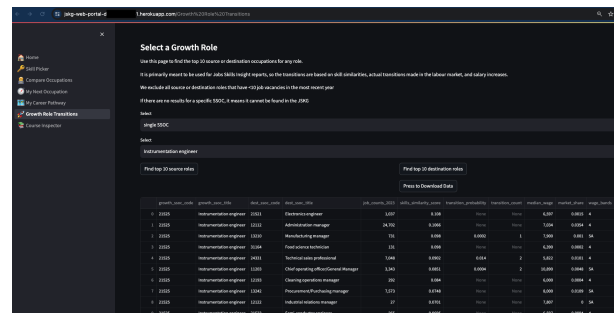 jskg-web-portal-d 1.herokuapp.com/Growth%20Role%20Transitions
Home
Skill Picker
Compare Occupations
My Next Occupation
My Career Pathway
Growth Role Transitions
Course Inspector
Select a Growth Role
Use this page to find the top 10 source or destination occupations for any role.
It is primarily meant to be used for Jobs Skills Insight reports, so the transitions are based on skill similarities, actual transitions made in the labour market, and salary increases.
We exclude all source or destination roles that have <10 job vacancies in the most recent year
If there are no results for a specific SSOC, it means it cannot be found in the JSKG
Select
single SSOC
Select
instrumentation engineer
Find top 10 source roles
Find top 10 destination roles
Press to Download Data
growth_ssoc_code growth_ssoc_title dest_ssoc_code dest_ssoc_title job_counts_2023 skills_similarity_score transition_probability transition_count median_wage market_share wage_bands
0 21525 Instrumentation engineer 21521 Electronics engineer 1,037 0.108 None None 6,597 0.0015 4
1 21525 Instrumentation engineer 12112 Administration manager 24,702 0.1066 None None 7,034 0.0354 4
2 21525 Instrumentation engineer 13210 Manufacturing manager 731 0.098 0.0002 1 7,900 0.001 5A
3 21525 Instrumentation engineer 31104 Food science technician 131 0.098 None None 6,299 0.0002 4
4 21525 Instrumentation engineer 24331 Technical sales professional 7,048 0.0902 0.014 2 5,822 0.0101 4
5 21525 Instrumentation engineer 11203 Chief operating officer/General Manager 3,343 0.0851 0.0004 2 10,800 0.0048 5A
6 21525 Instrumentation engineer 12193 Cleaning operations manager 292 0.084 None None 6,000 0.0004 4
7 21525 Instrumentation engineer 13242 Procurement/Purchasing manager 7,573 0.0748 None None 8,000 0.0109 5A
8 21525 Instrumentation engineer 12122 Industrial relations manager 27 0.0701 None None 7,807 0 5A